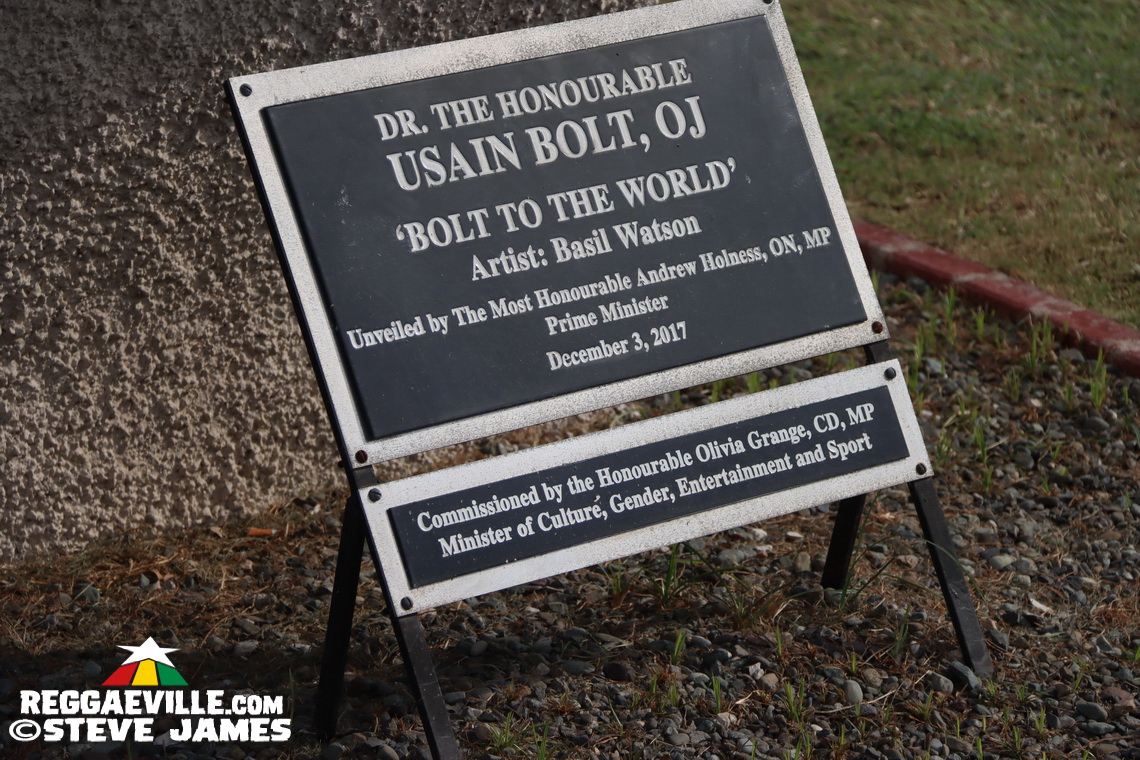 DR. THE HONOURABLE
USAIN BOLT, OJ
'BOLT TO THE WORLD'
Artist: Basil Watson
Unveiled by The Most Honourable Andrew Holness, ON, MP
Prime Minister
December 3, 2017
Commissioned by the Honourable Olivia Grange, CD, MP
Minister of Culture, Gender, Entertainment and Sport
REGGAEVILLE.COM
©STEVE JAMES